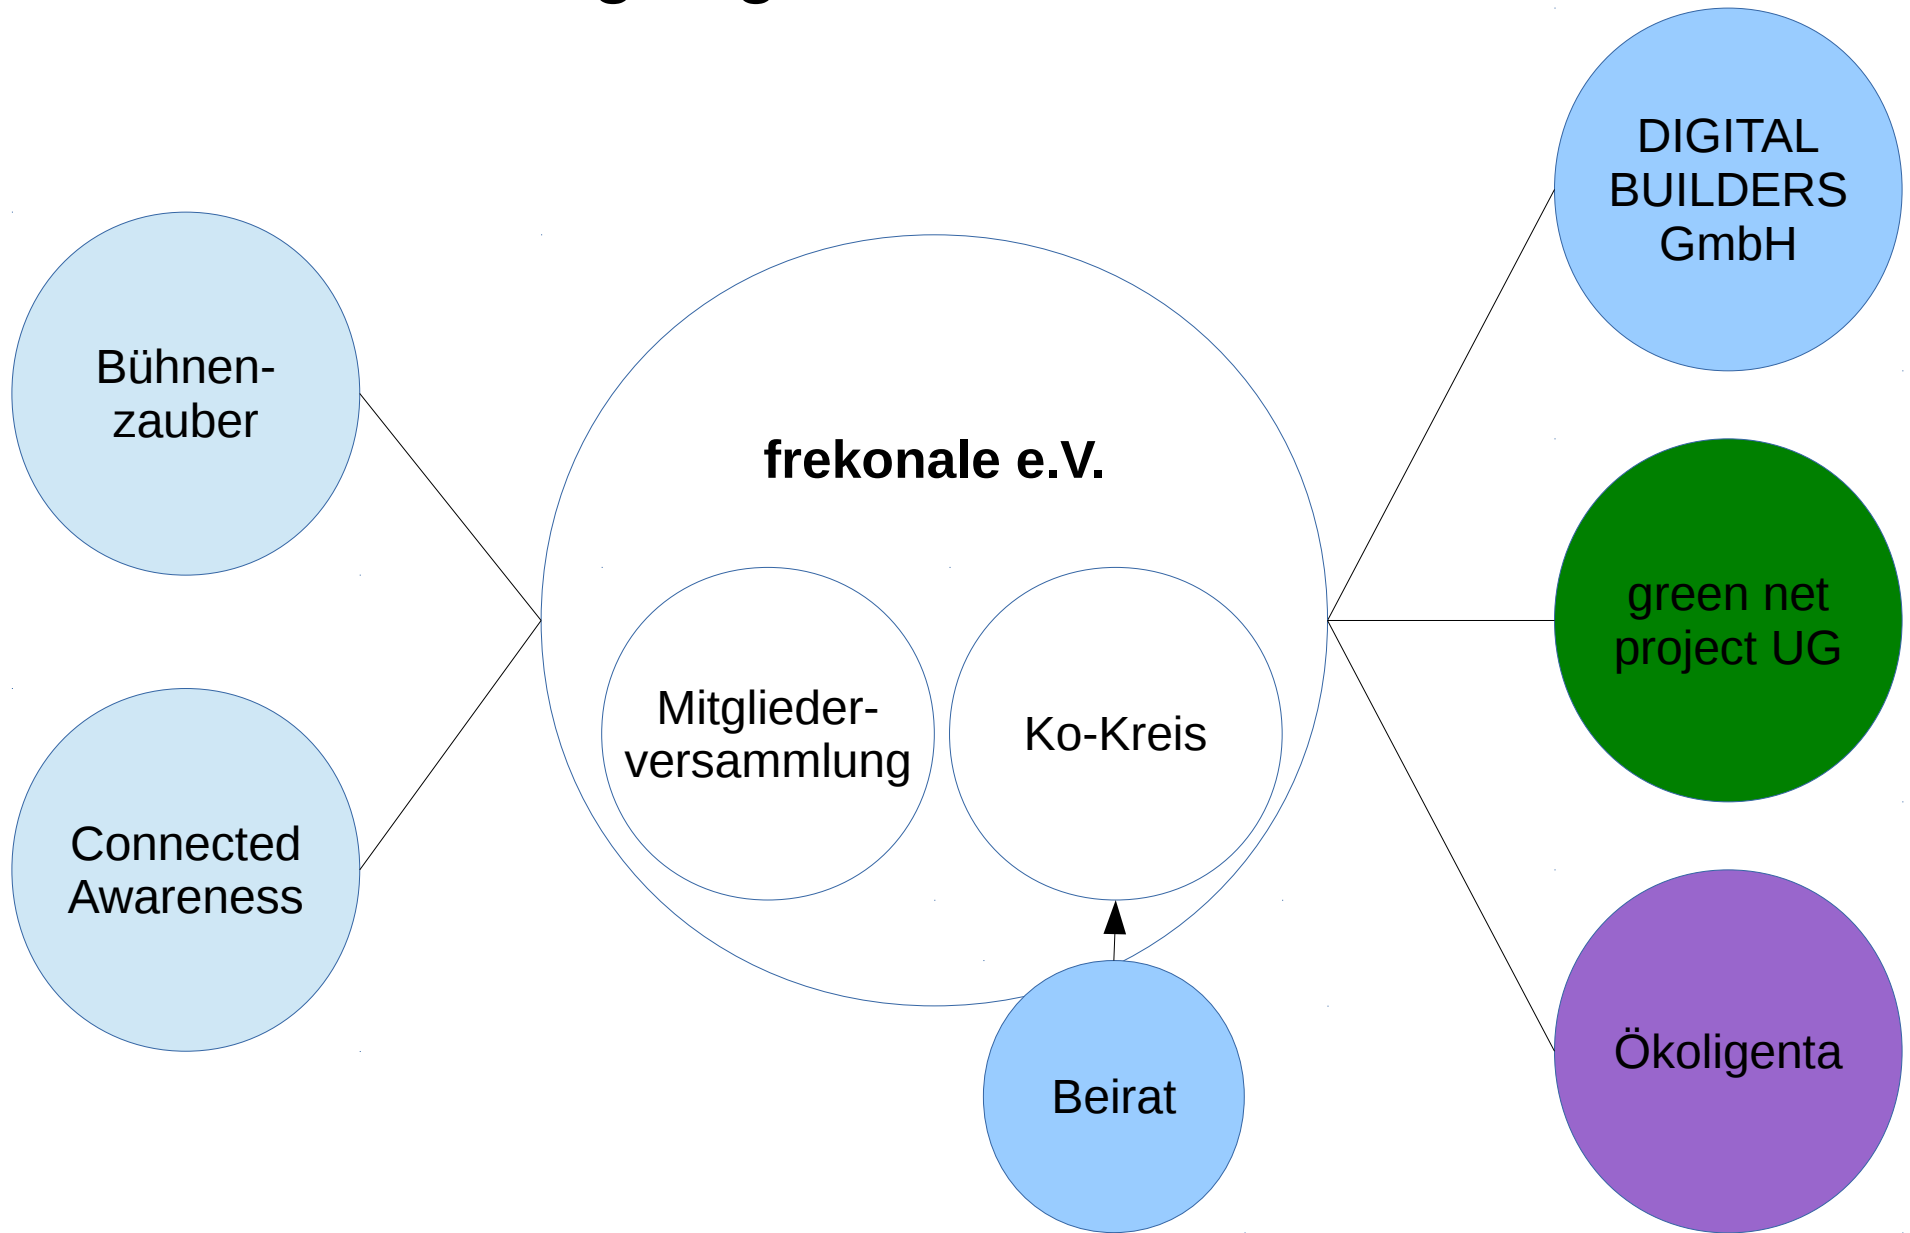 DIGITAL
BUILDERS
GmbH
Bühnen-
zauber
frekonale e.V.
green net
project UG
Mitglieder-
versammlung
Ko-Kreis
Connected
Awareness
Ökoligenta
Beirat